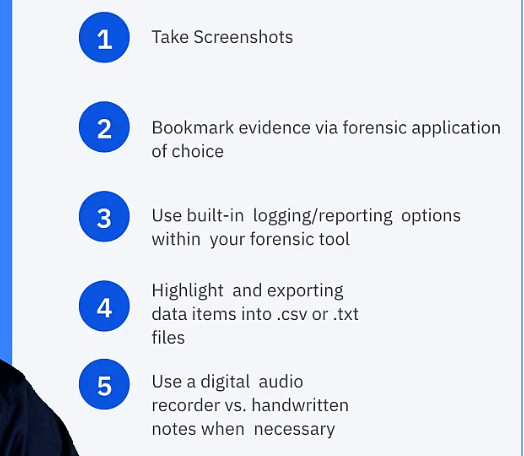 1 Take Screenshots
2 Bookmark evidence via forensic application
of choice
3 Use built-in logging/reporting options
within your forensic tool
4 Highlight and exporting
data items into .csv or .txt
files
5 Use a digital audio
recorder vs. handwritten
notes when necessary